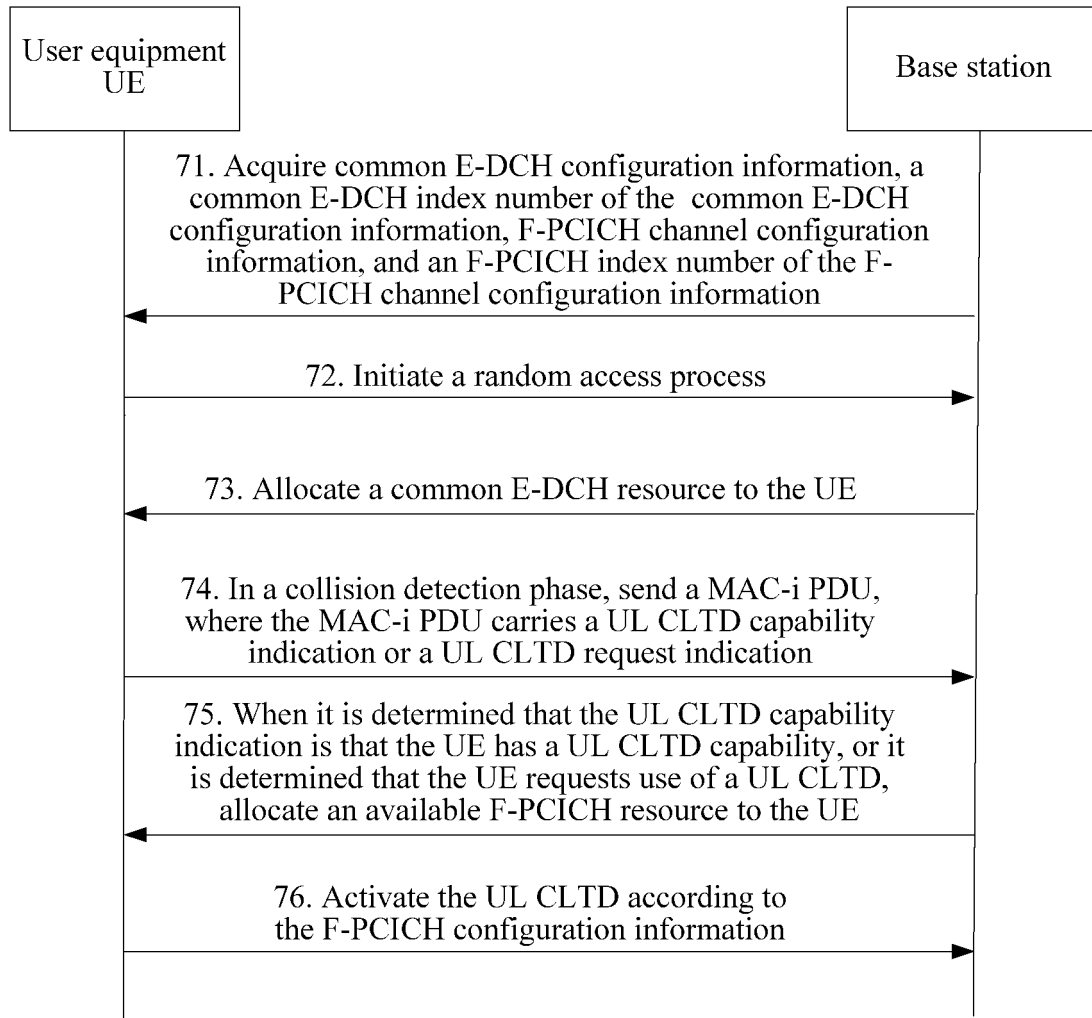 User equipment
UE
Base station
71. Acquire common E-DCH configuration information, a
common E-DCH index number of the common E-DCH
configuration information, F-PCICH channel configuration
information, and an F-PCICH index number of the F-
PCICH channel configuration information
72. Initiate a random access process
73. Allocate a common E-DCH resource to the UE
74. In a collision detection phase, send a MAC-i PDU,
where the MAC-i PDU carries a UL CLTD capability
indication or a UL CLTD request indication
75. When it is determined that the UL CLTD capability
indication is that the UE has a UL CLTD capability, or it
is determined that the UE requests use of a UL CLTD,
allocate an available F-PCICH resource to the UE
76. Activate the UL CLTD according to
the F-PCICH configuration information